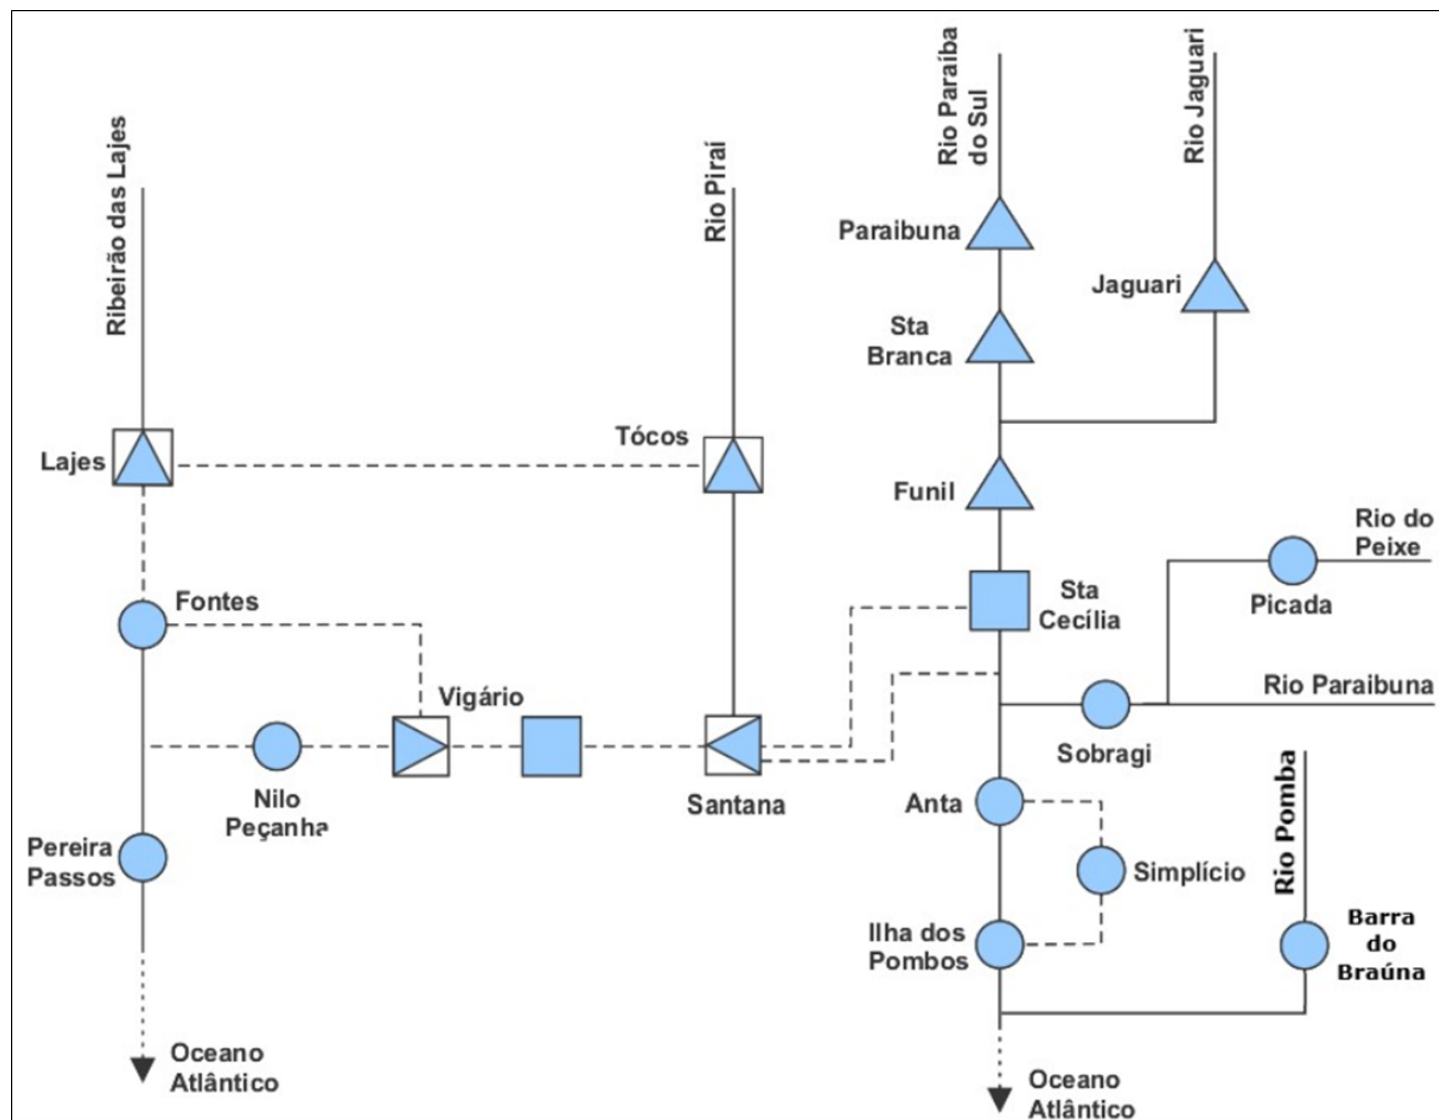 Rio Paraíba
do Sul
Rio Jaguari
Ribeirão das Lajes
Rio Piraí
Paraibuna
Jaguari
Sta
Branca
Tócos
Lajes
Funil
Rio do
Peixe
Fontes
Sta
Cecília
Picada
Vigário
Rio Paraibuna
Sobragi
Nilo
Peçanha
Santana
Anta
Rio Pomba
Pereira
Passos
Simplício
Ilha dos
Pombos
Barra
do
Braúna
Oceano
Atlântico
Oceano
Atlântico